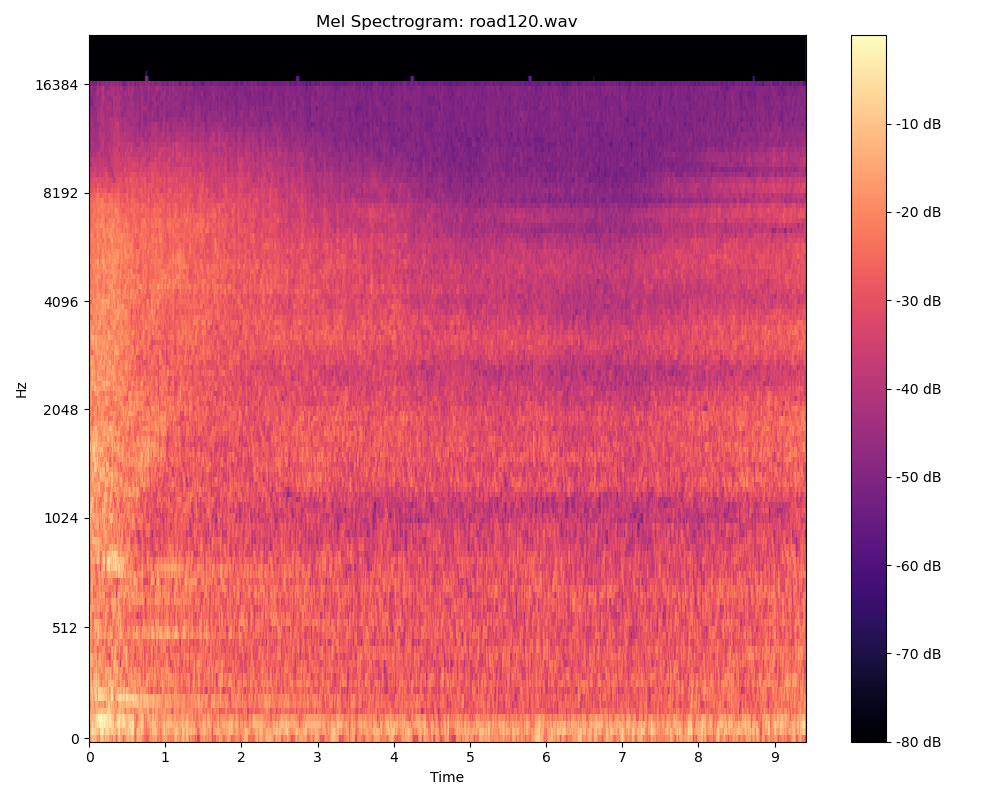 Mel Spectrogram: road120.wav
16384
8192
4096
2048
1024
512
0
Hz
0 1 2 3 4 5 6 7 8 9
Time
-10 dB
-20 dB
-30 dB
-40 dB
-50 dB
-60 dB
-70 dB
-80 dB